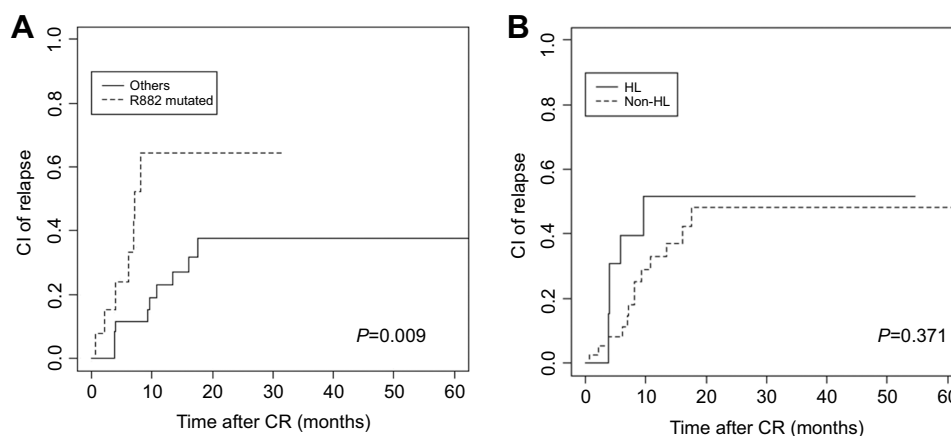 A
1.0
0.8
0.6
0.4
0.2
0.0
CI of relapse
Others
R882 mutated
P=0.009
0 10 20 30 40 50 60
Time after CR (months)
B
1.0
0.8
0.6
0.4
0.2
0.0
CI of relapse
HL
Non-HL
P=0.371
0 10 20 30 40 50 60
Time after CR (months)